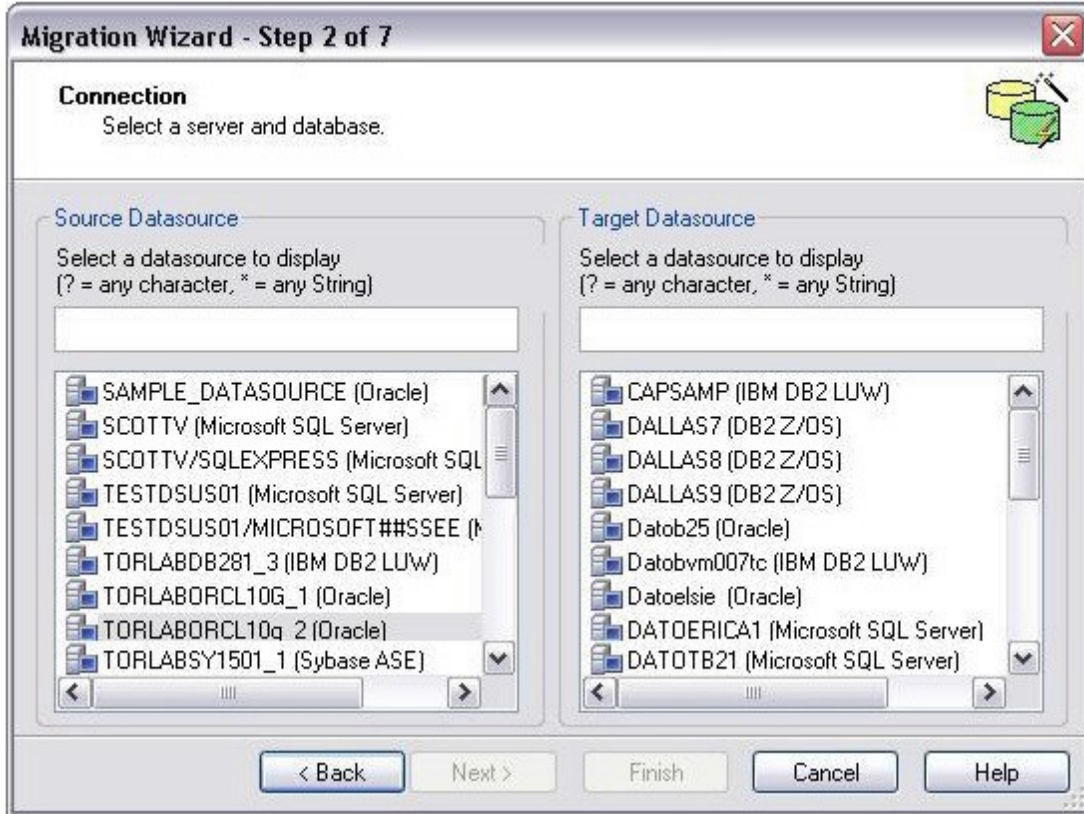 Migration Wizard - Step 2 of 7
Connection
Select a server and database.
Source Datasource
Select a datasource to display
(? = any character, * = any String)
SAMPLE_DATASOURCE (Oracle)
SCOTTV (Microsoft SQL Server)
SCOTTV/SQLEXPRESS (Microsoft SQL
TESTDSUS01 (Microsoft SQL Server)
TESTDSUS01/MICROSOFT##SSEE (M
TORLABDB281_3 (IBM DB2 LUW)
TORLABORCL10G_1 (Oracle)
TORLABORCL10g_2 (Oracle)
TORLABSY1501_1 (Sybase ASE)
Target Datasource
Select a datasource to display
(? = any character, * = any String)
CAPSAMP (IBM DB2 LUW)
DALLAS7 (DB2 Z/OS)
DALLAS8 (DB2 Z/OS)
DALLAS9 (DB2 Z/OS)
Datob25 (Oracle)
Datobvm007tc (IBM DB2 LUW)
Datoelsie (Oracle)
DATOERICA1 (Microsoft SQL Server)
DATOTB21 (Microsoft SQL Server)
< Back
Next >
Finish
Cancel
Help